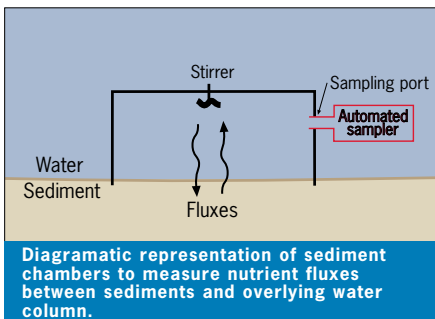 Stirrer
Sampling port
Automated
sampler
Water
Sediment
Fluxes
Diagramatic representation of sediment
chambers to measure nutrient fluxes
between sediments and overlying water
column.